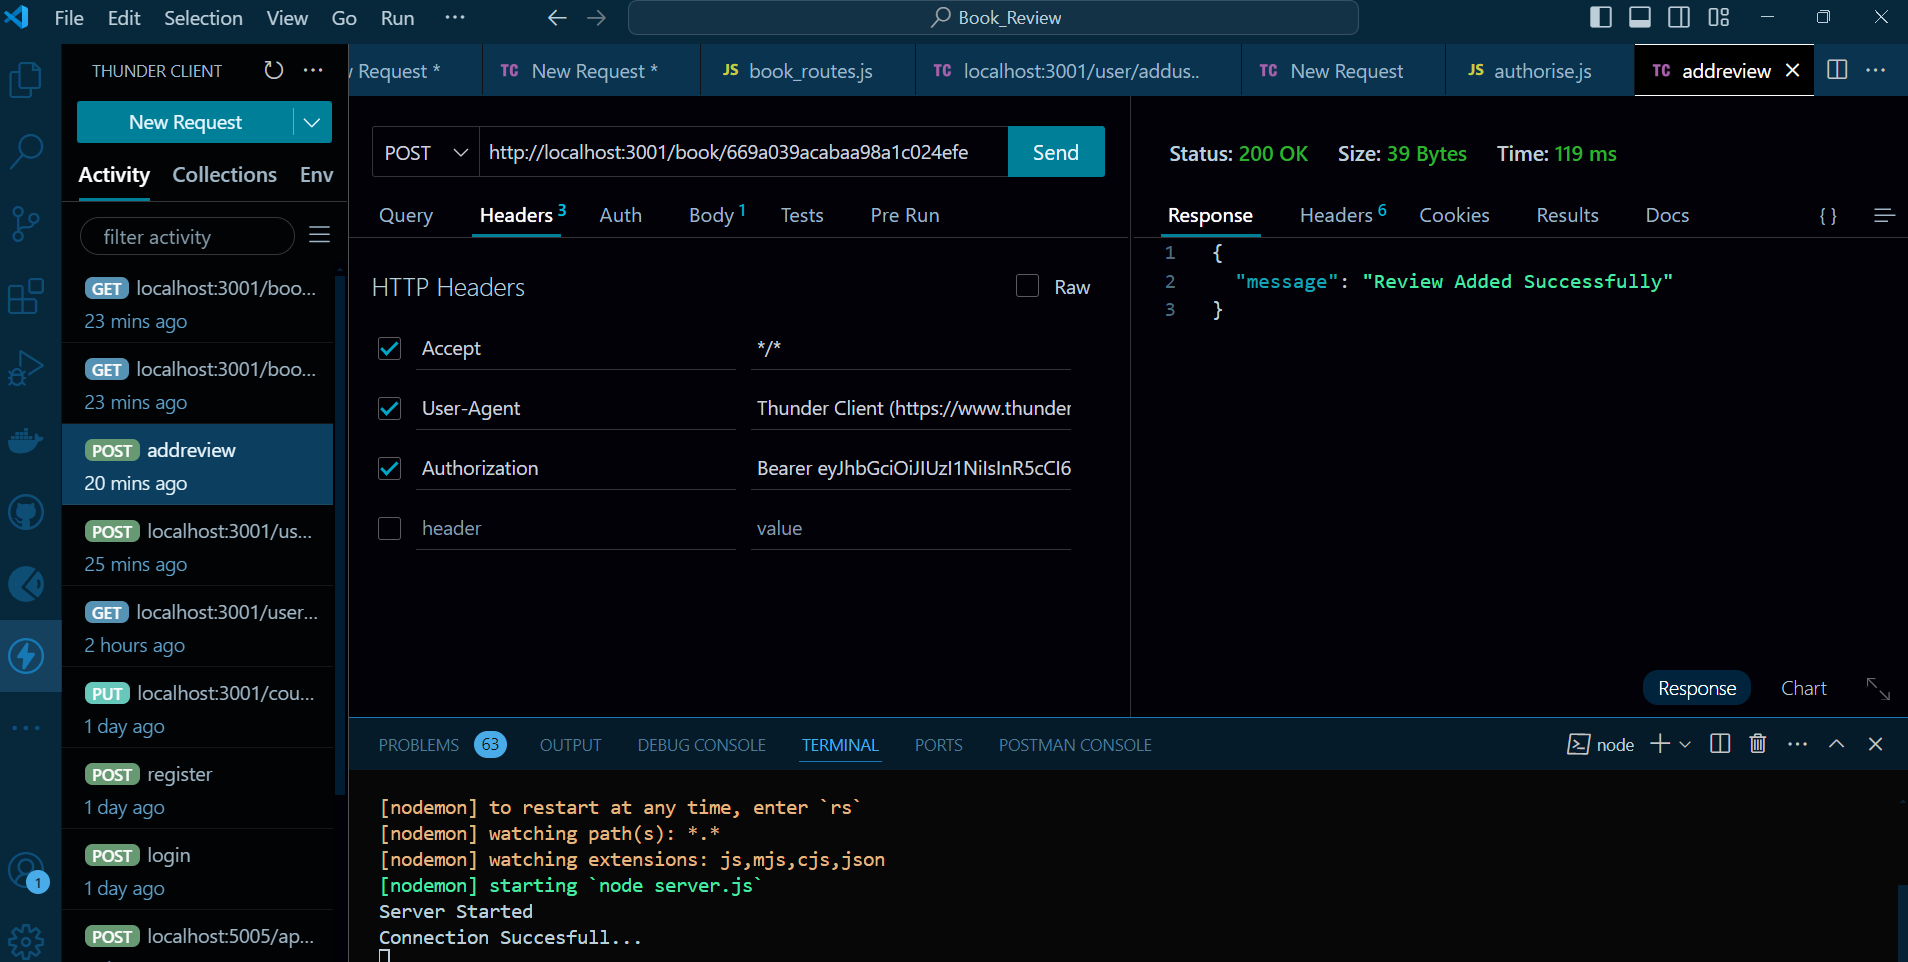 File Edit Selection View Go Run ···
Book_Review
THUNDER CLIENT
New Request
Activity Collections Env
filter activity
GET localhost:3001/boo...
23 mins ago
GET localhost:3001/boo...
23 mins ago
POST addreview
20 mins ago
POST localhost:3001/us...
25 mins ago
GET localhost:3001/user...
2 hours ago
PUT localhost:3001/cou...
1 day ago
POST register
1 day ago
POST login
1 day ago
POST localhost:5005/ap...
1
Request *
TC New Request *
JS book_routes.js
TC localhost:3001/user/addus..
TC New Request
JS authorise.js
TC addreview
POST http://localhost:3001/book/669a039acabaa98a1c024efe Send
Query Headers 3 Auth Body 1 Tests Pre Run
HTTP Headers Raw
Accept */*
User-Agent Thunder Client (https://www.thunder
Authorization Bearer eyJhbGciOiJIUzI1NiIsInR5cCI6
header value
Status: 200 OK Size: 39 Bytes Time: 119 ms
Response Headers 6 Cookies Results Docs { }
1 {
2 "message": "Review Added Successfully"
3 }
Response Chart
PROBLEMS 63 OUTPUT DEBUG CONSOLE TERMINAL PORTS POSTMAN CONSOLE
node
[nodemon] to restart at any time, enter `rs`
[nodemon] watching path(s): *.*
[nodemon] watching extensions: js,mjs,cjs,json
[nodemon] starting `node server.js`
Server Started
Connection Succesfull...